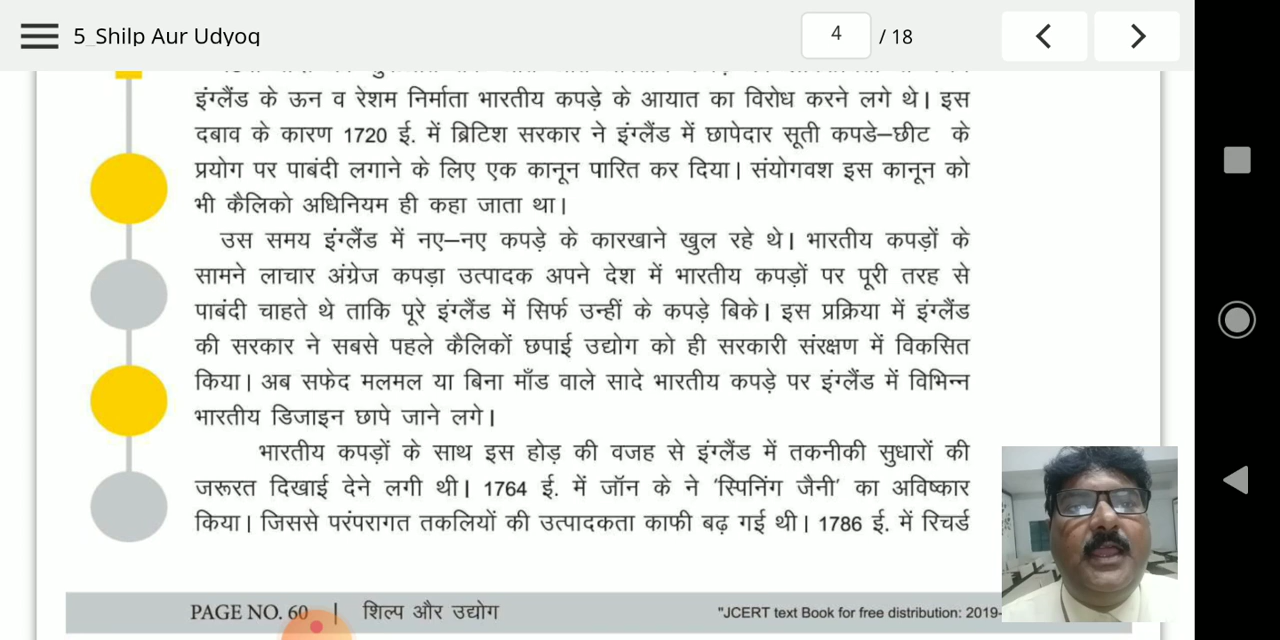 5_Shilp Aur Udyog
4 / 18
इंग्लैंड के ऊन व रेशम निर्माता भारतीय कपड़े के आयात का विरोध करने लगे थे। इस
दबाव के कारण 1720 ई. में ब्रिटिश सरकार ने इंग्लैंड में छापेदार सूती कपडे–छीट के
प्रयोग पर पाबंदी लगाने के लिए एक कानून पारित कर दिया। संयोगवश इस कानून को
भी कैलिको अधिनियम ही कहा जाता था।
उस समय इंग्लैंड में नए–नए कपड़े के कारखाने खुल रहे थे। भारतीय कपड़ों के
सामने लाचार अंग्रेज कपड़ा उत्पादक अपने देश में भारतीय कपड़ों पर पूरी तरह से
पाबंदी चाहते थे ताकि पूरे इंग्लैंड में सिर्फ उन्हीं के कपड़े बिके। इस प्रक्रिया में इंग्लैंड
की सरकार ने सबसे पहले कैलिकों छपाई उद्योग को ही सरकारी संरक्षण में विकसित
किया। अब सफेद मलमल या बिना माँड वाले सादे भारतीय कपड़े पर इंग्लैंड में विभिन्न
भारतीय डिजाइन छापे जाने लगे।
भारतीय कपड़ों के साथ इस होड़ की वजह से इंग्लैंड में तकनीकी सुधारों की
जरूरत दिखाई देने लगी थी। 1764 ई. में जॉन के ने ‘स्पिनिंग जैनी’ का अविष्कार
किया। जिससे परंपरागत तकलियों की उत्पादकता काफी बढ़ गई थी। 1786 ई. में रिचर्ड
PAGE NO. 60 | शिल्प और उद्योग
"JCERT text Book for free distribution: 2019-